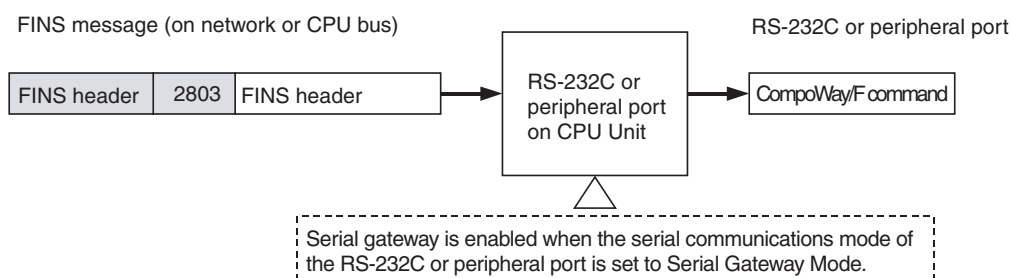 FINS message (on network or CPU bus)
RS-232C or peripheral port
FINS header 2803 FINS header
RS-232C or
peripheral port
on CPU Unit
CompoWay/F command
Serial gateway is enabled when the serial communications mode of
the RS-232C or peripheral port is set to Serial Gateway Mode.